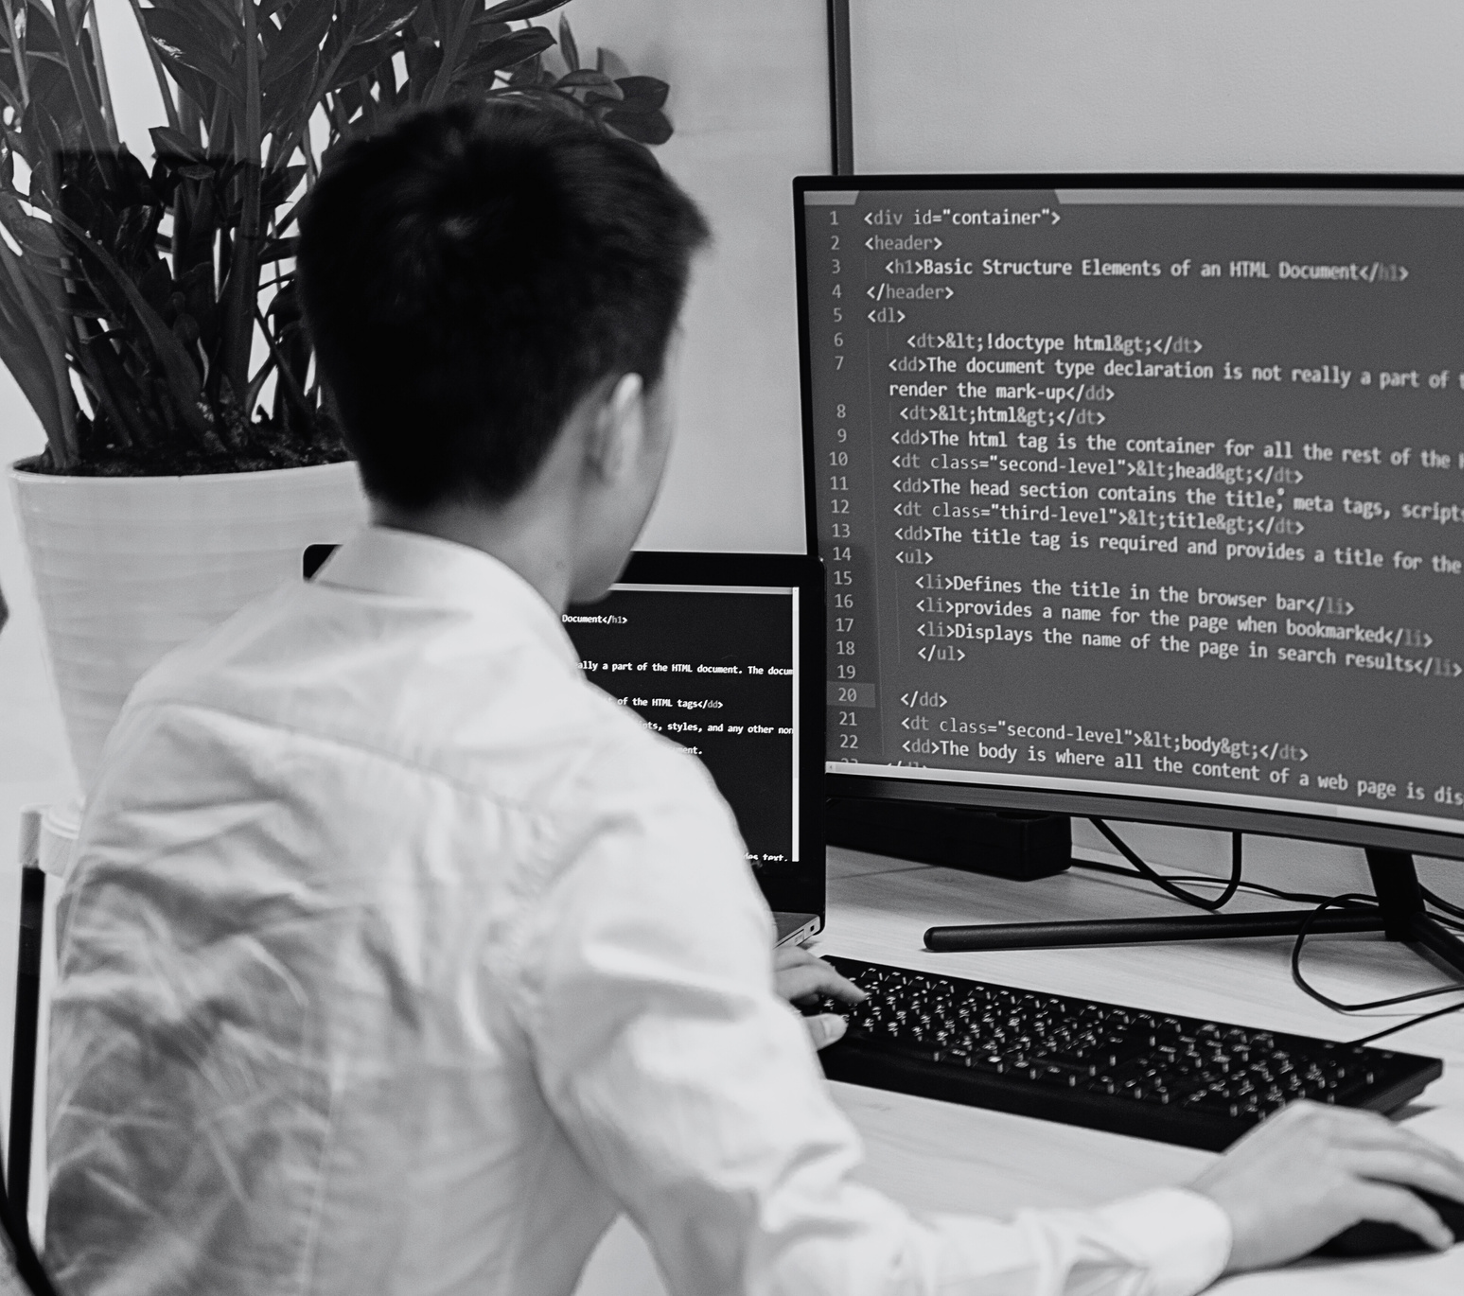 1 <div id="container">
2 <header>
3 <h1>Basic Structure Elements of an HTML Document</h1>
4 </header>
5 <dl>
6 <dt>&lt;!doctype html&gt;</dt>
7 <dd>The document type declaration is not really a part of
render the mark-up</dd>
8 <dt>&lt;html&gt;</dt>
9 <dd>The html tag is the container for all the rest of the
10 <dt class="second-level">&lt;head&gt;</dt>
11 <dd>The head section contains the title, meta tags, scripts
12 <dt class="third-level">&lt;title&gt;</dt>
13 <dd>The title tag is required and provides a title for the
14 <ul>
15 <li>Defines the title in the browser bar</li>
16 <li>provides a name for the page when bookmarked</li>
17 <li>Displays the name of the page in search results</li>
18 </ul>
19
20 </dd>
21 <dt class="second-level">&lt;body&gt;</dt>
22 <dd>The body is where all the content of a web page is dis
Document</h1>
ally a part of the HTML document. The docum
of the HTML tags</dd>
pts, styles, and any other non
ment.
des text.